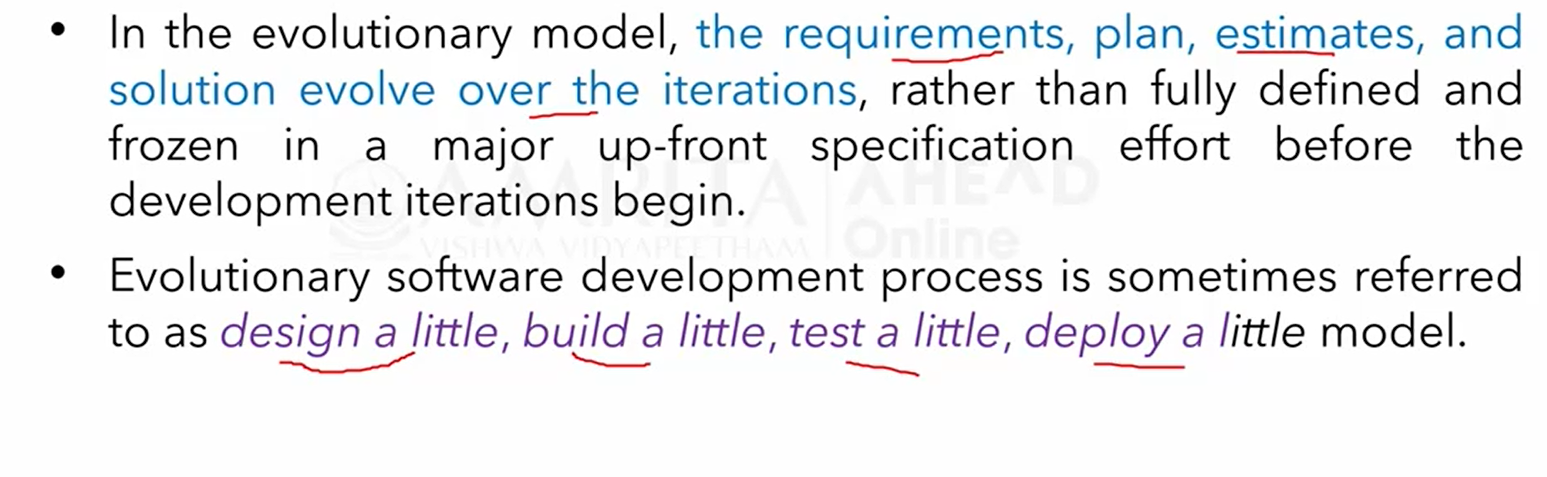 • In the evolutionary model, the requirements, plan, estimates, and
solution evolve over the iterations, rather than fully defined and
frozen in a major up-front specification effort before the
development iterations begin.
• Evolutionary software development process is sometimes referred
to as design a little, build a little, test a little, deploy a little model.
AMRITA
VISHWA VIDYAPEETHAM
AHEAD
Online